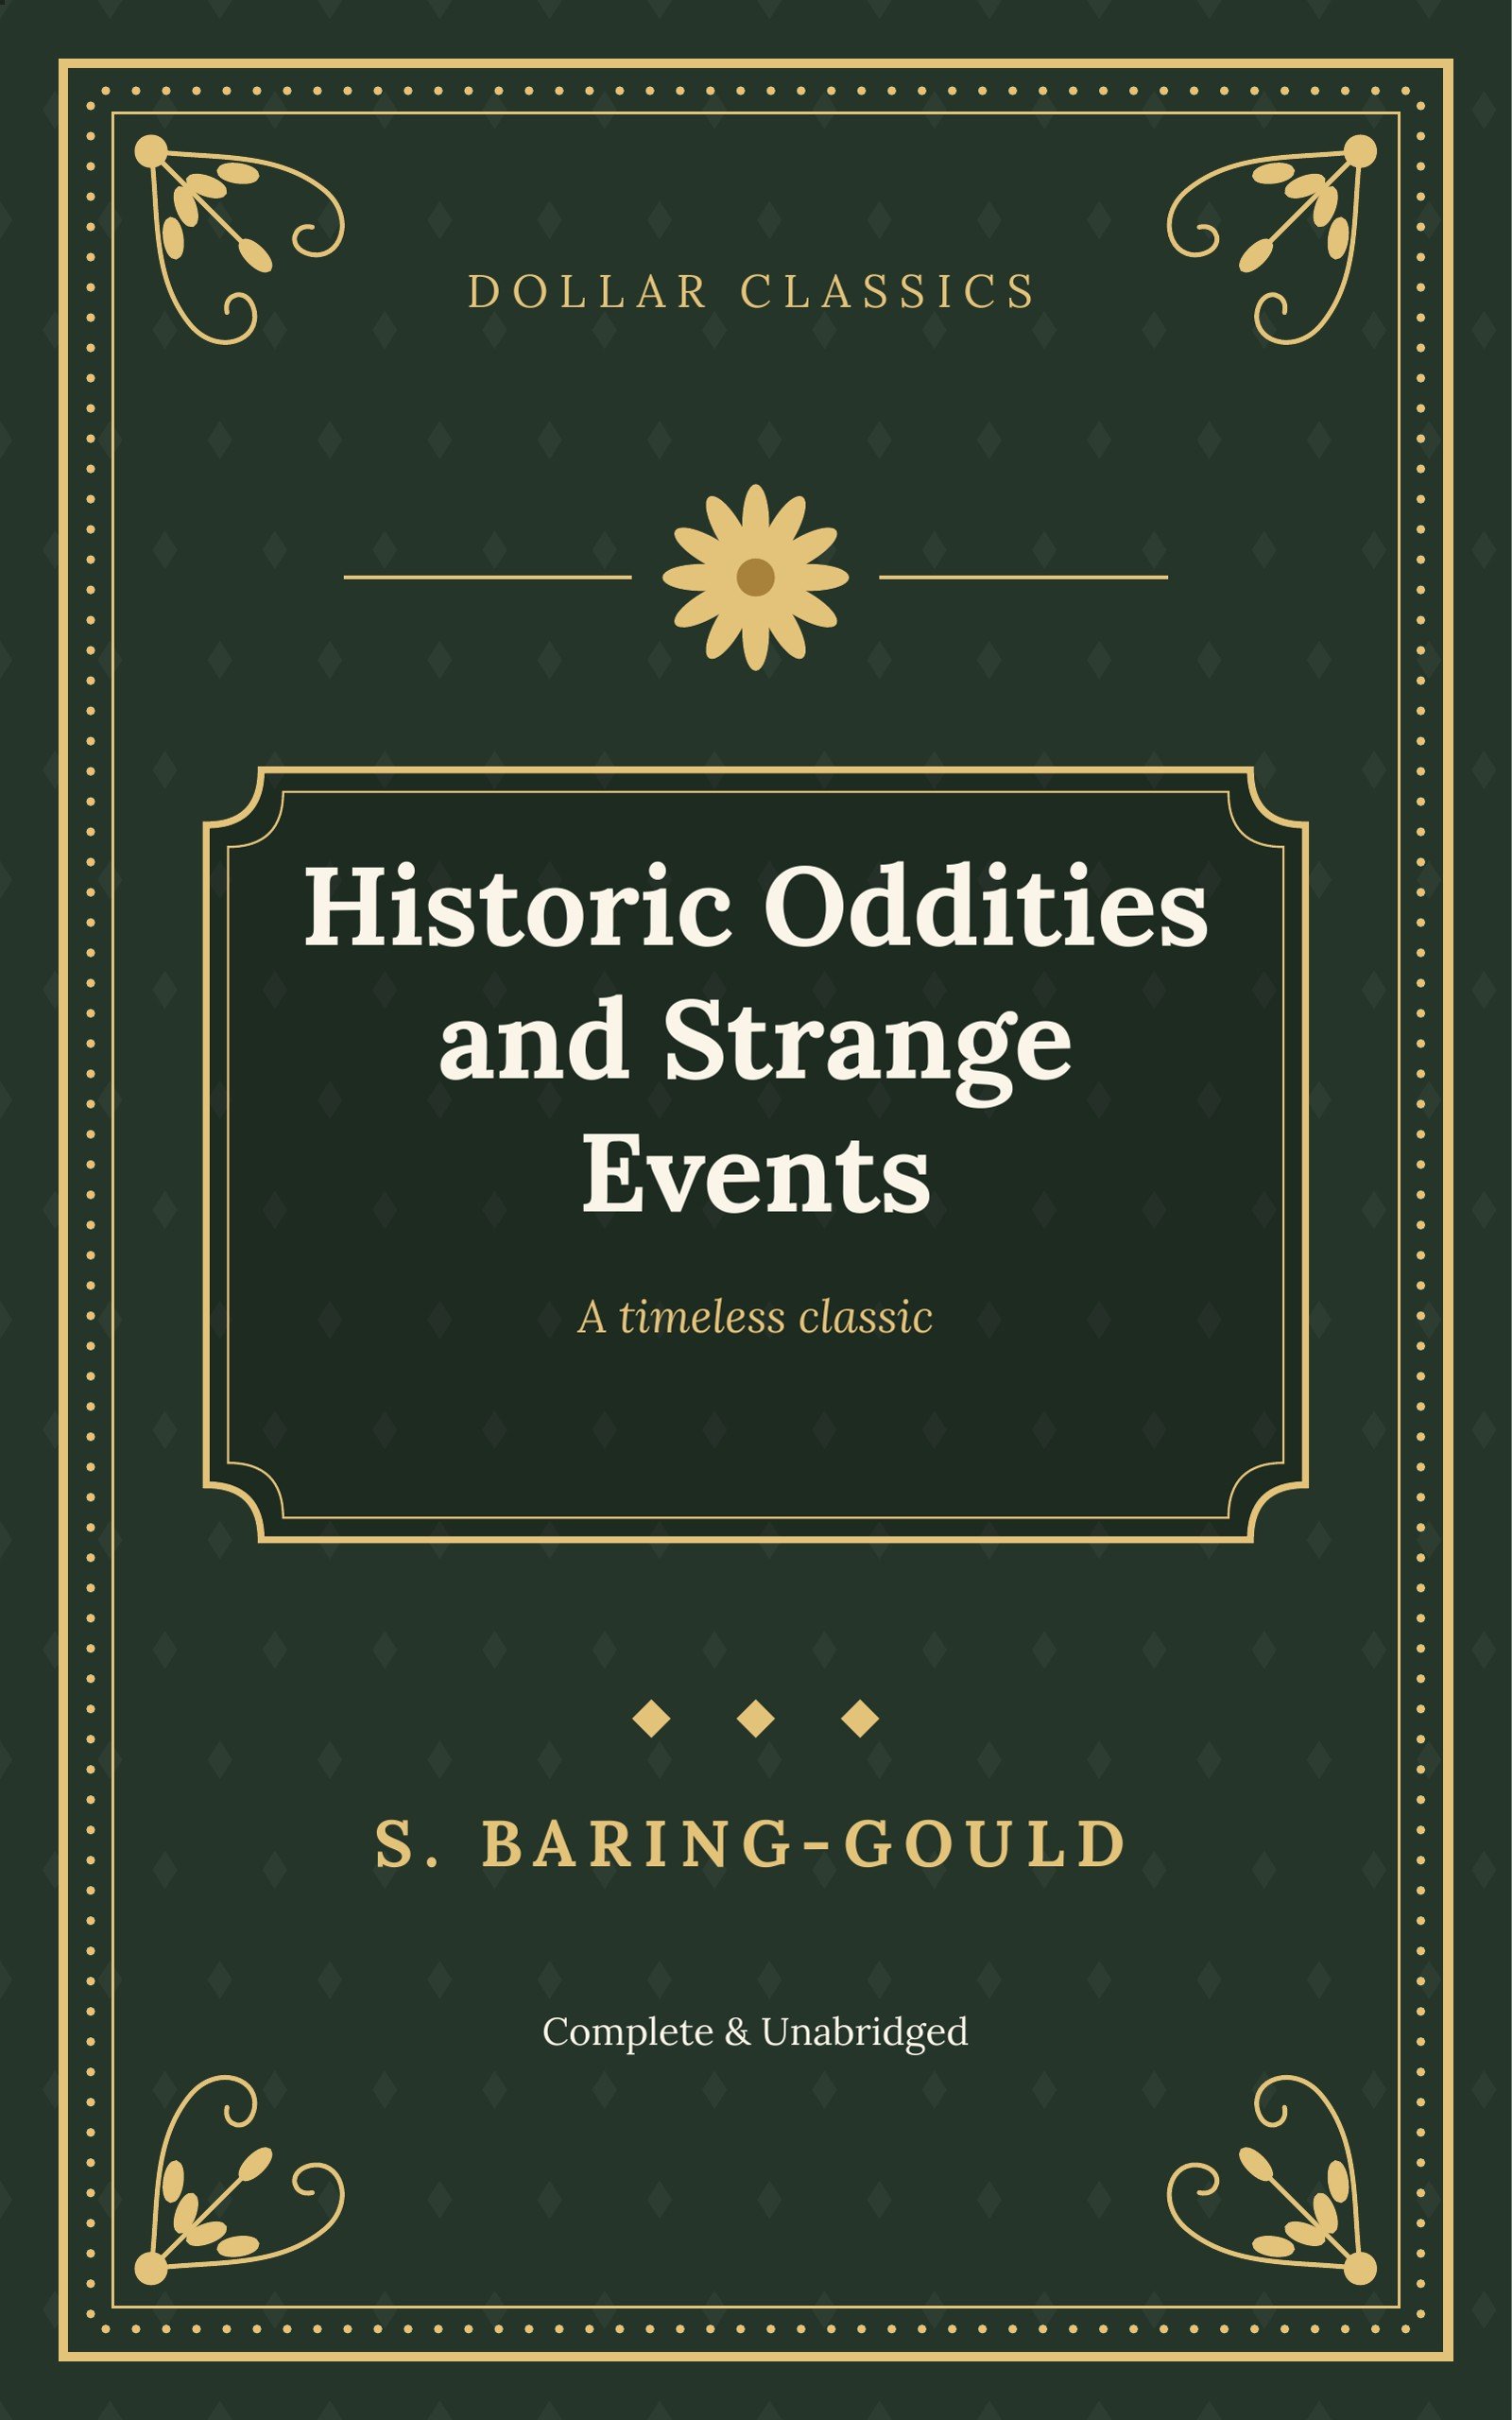 DOLLAR CLASSICS
Historic Oddities
and Strange
Events
A timeless classic
S. BARING-GOULD
Complete & Unabridged